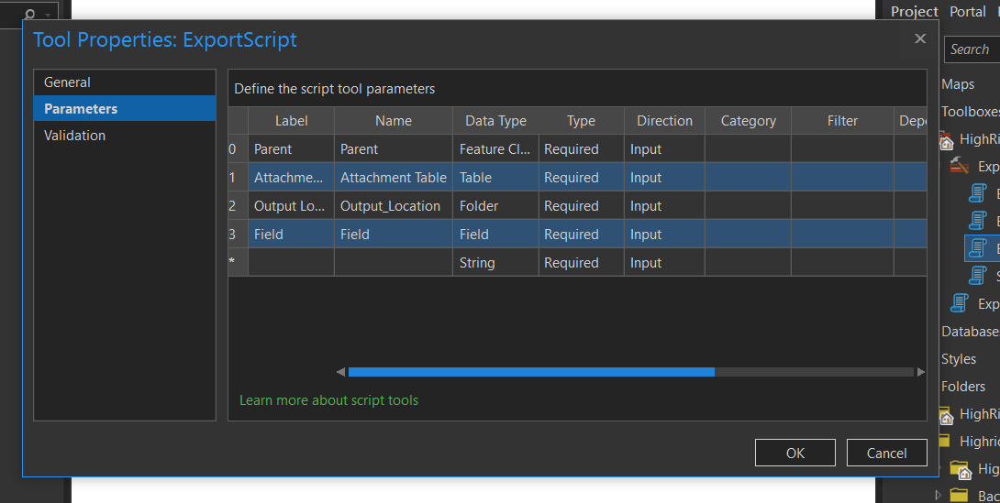 Project Portal
Tool Properties: ExportScript
Search
General
Parameters
Validation
Define the script tool parameters
Label Name Data Type Type Direction Category Filter Depe
0 Parent Parent Feature Cl... Required Input
1 Attachme... Attachment Table Table Required Input
2 Output Lo... Output_Location Folder Required Input
3 Field Field Field Required Input
* String Required Input
Learn more about script tools
OK Cancel
Maps
Toolboxes
HighRi
Exp
E
E
E
S
Exp
Database
Styles
Folders
HighRi
Highric
Hig
Bac